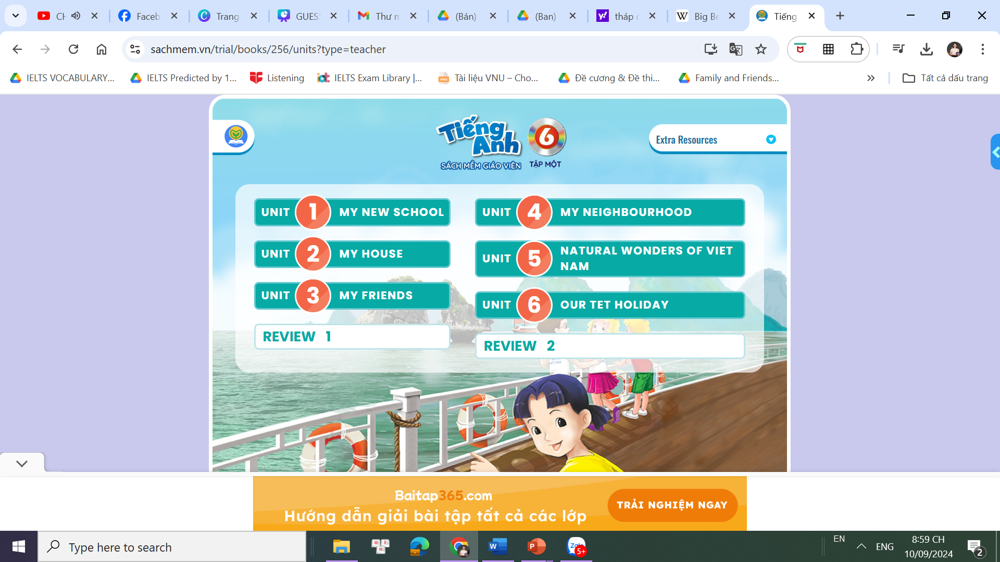 CH
Faceb
Trang
GUES
Thư m
(Bán)
(Ban)
tháp
Big Be
Tiếng
sachmem.vn/trial/books/256/units?type=teacher
IELTS VOCABULARY...
IELTS Predicted by 1...
Listening
IELTS Exam Library |...
Tài liệu VNU – Cho...
Đề cương & Đề thi...
Family and Friends...
Tất cả dấu trang
Tiếng
Anh
6
SÁCH MỀM GIÁO VIÊN
TẬP MỘT
Extra Resources
UNIT 1 MY NEW SCHOOL
UNIT 2 MY HOUSE
UNIT 3 MY FRIENDS
REVIEW 1
UNIT 4 MY NEIGHBOURHOOD
UNIT 5 NATURAL WONDERS OF VIET
NAM
UNIT 6 OUR TET HOLIDAY
REVIEW 2
Baitap365.com
Hướng dẫn giải bài tập tất cả các lớp
TRẢI NGHIỆM NGAY
Type here to search
Zalo
5+
EN
ENG
8:59 CH
10/09/2024
2